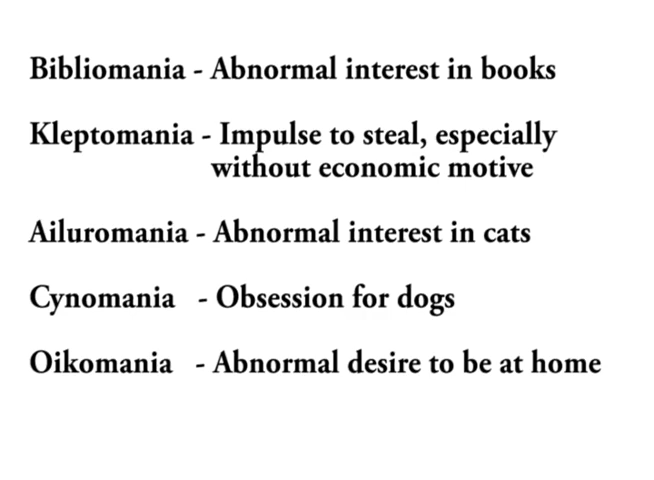 Bibliomania - Abnormal interest in books
Kleptomania - Impulse to steal, especially
without economic motive
Ailuromania - Abnormal interest in cats
Cynomania - Obsession for dogs
Oikomania - Abnormal desire to be at home